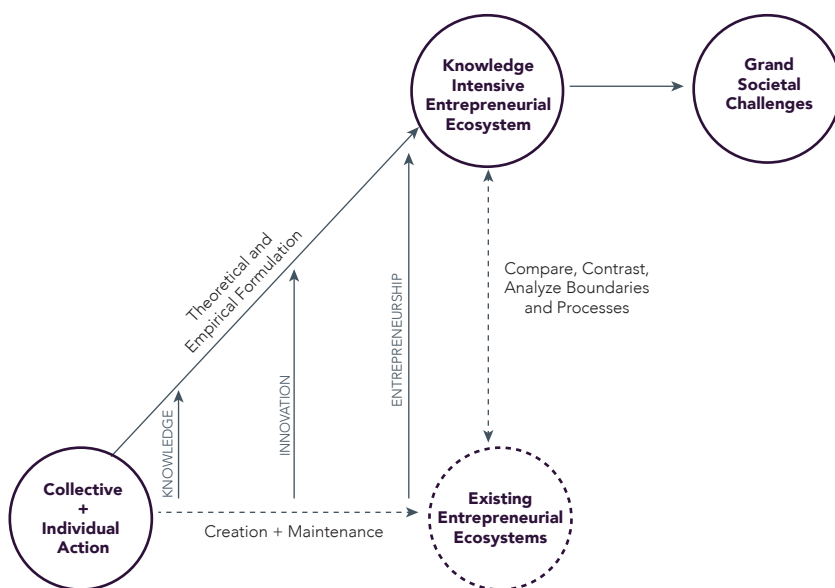 Knowledge
Intensive
Entrepreneurial
Ecosystem
Grand
Societal
Challenges
Theoretical and
Empirical Formulation
Compare, Contrast,
Analyze Boundaries
and Processes
KNOWLEDGE
INNOVATION
ENTREPRENEURSHIP
Collective
+
Individual
Action
Creation + Maintenance
Existing
Entrepreneurial
Ecosystems